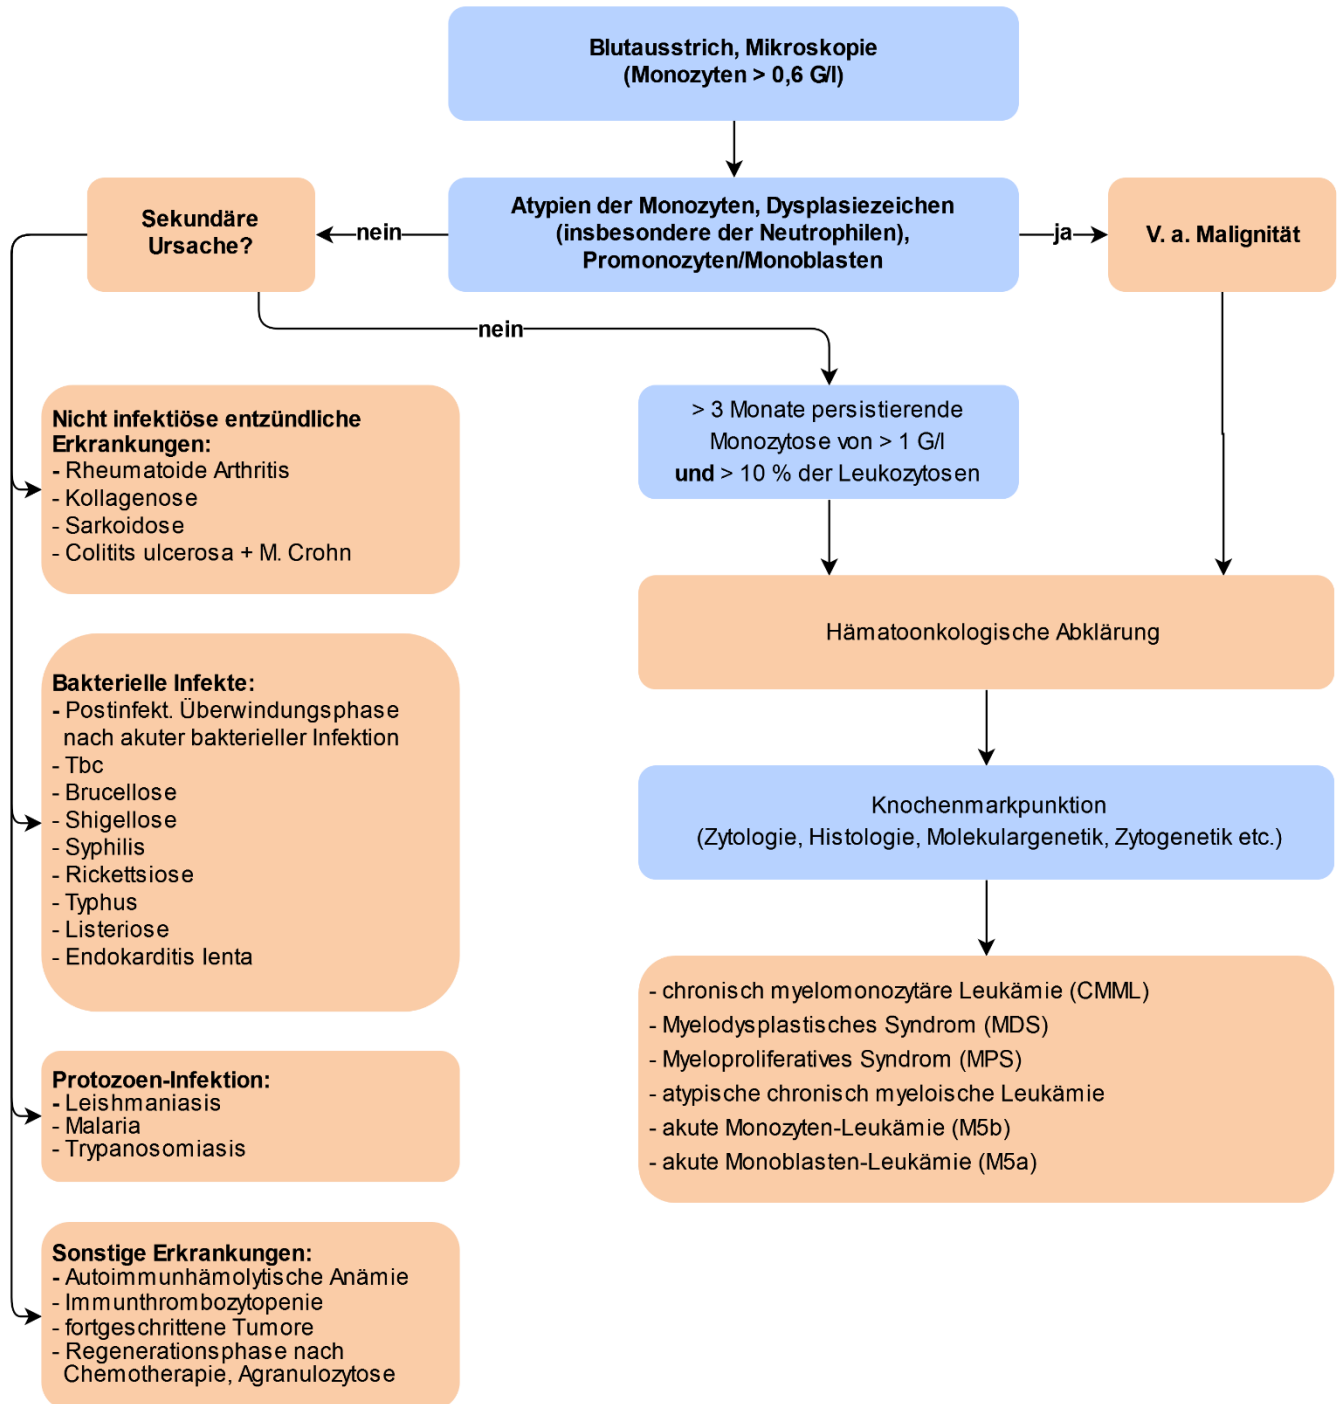 Blutausstrich, Mikroskopie
(Monozyten > 0,6 G/l)
Sekundäre
Ursache?
nein
Atypien der Monozyten, Dysplasiezeichen
(insbesondere der Neutrophilen),
Promonozyten/Monoblasten
ja
V. a. Malignität
nein
> 3 Monate persistierende
Monozytose von > 1 G/l
und > 10 % der Leukozytosen
Nicht infektiöse entzündliche
Erkrankungen:
- Rheumatoide Arthritis
- Kollagenose
- Sarkoidose
- Colitits ulcerosa + M. Crohn
Hämatoonkologische Abklärung
Bakterielle Infekte:
- Postinfekt. Überwindungsphase
nach akuter bakterieller Infektion
- Tbc
- Brucellose
- Shigellose
- Syphilis
- Rickettsiose
- Typhus
- Listeriose
- Endokarditis lenta
Knochenmarkpunktion
(Zytologie, Histologie, Molekulargenetik, Zytogenetik etc.)
- chronisch myelomonozytäre Leukämie (CMML)
- Myelodysplastisches Syndrom (MDS)
- Myeloproliferatives Syndrom (MPS)
- atypische chronisch myeloische Leukämie
- akute Monozyten-Leukämie (M5b)
- akute Monoblasten-Leukämie (M5a)
Protozoen-Infektion:
- Leishmaniasis
- Malaria
- Trypanosomiasis
Sonstige Erkrankungen:
- Autoimmunhämolytische Anämie
- Immunthrombozytopenie
- fortgeschrittene Tumore
- Regenerationsphase nach
Chemotherapie, Agranulozytose